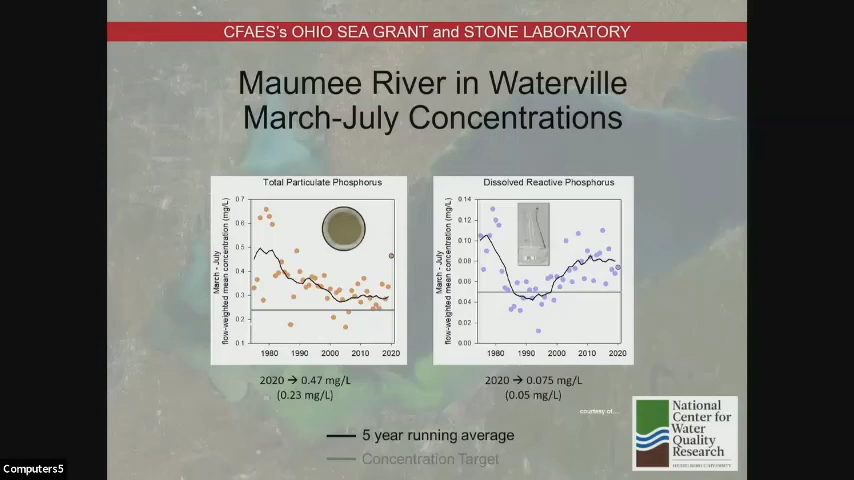 CFAES's OHIO SEA GRANT and STONE LABORATORY
Maumee River in Waterville
March-July Concentrations
Total Particulate Phosphorus
March - July
flow-weighted mean concentration (mg/L)
0.7
0.6
0.5
0.4
0.3
0.2
0.1
1980
1990
2000
2010
2020
2020 → 0.47 mg/L
(0.23 mg/L)
Dissolved Reactive Phosphorus
March - July
flow-weighted mean concentration (mg/L)
0.14
0.12
0.10
0.08
0.06
0.04
0.02
0.00
1980
1990
2000
2010
2020
2020 → 0.075 mg/L
(0.05 mg/L)
courtesy of...
5 year running average
Concentration Target
National
Center for
Water
Quality
Research
HEIDELBERG UNIVERSITY
Computers5